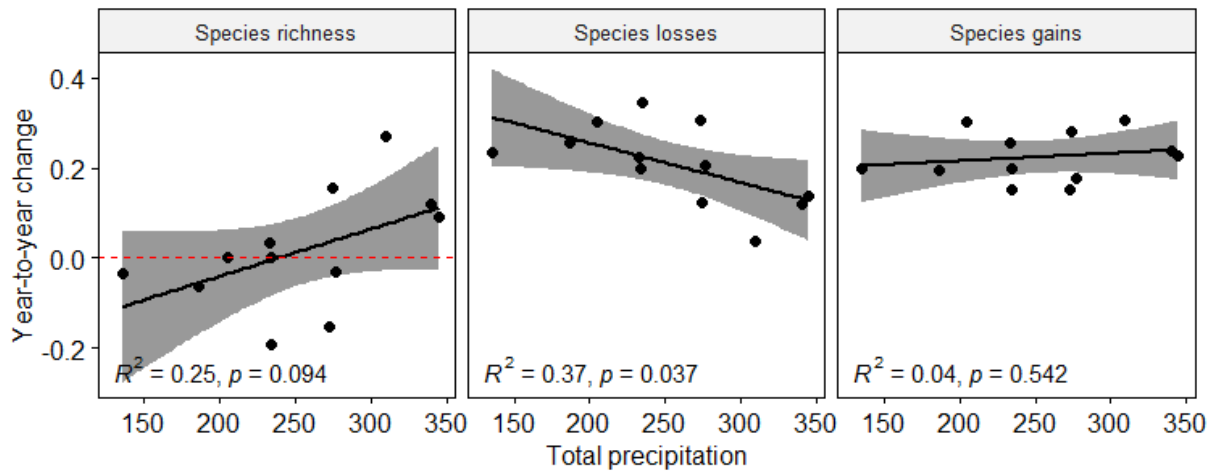 Species richness Species losses Species gains
Year-to-year change
0.4
0.2
0.0
-0.2
R² = 0.25, p = 0.094 R² = 0.37, p = 0.037 R² = 0.04, p = 0.542
150 200 250 300 350 150 200 250 300 350 150 200 250 300 350
Total precipitation